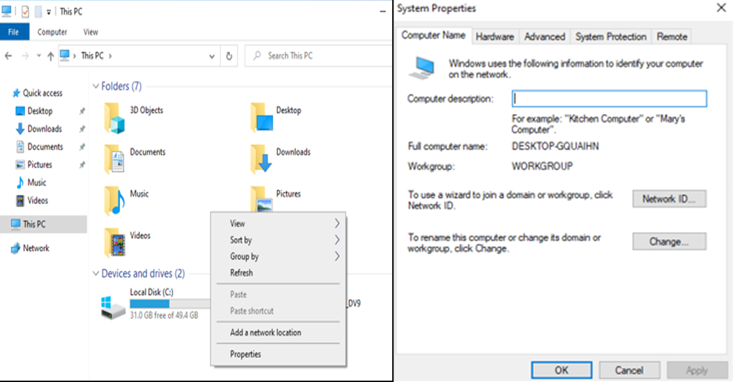 This PC
File
Computer
View
This PC
Search This PC
Quick access
Desktop
Downloads
Documents
Pictures
Music
Videos
This PC
Network
Folders (7)
3D Objects
Desktop
Documents
Downloads
Music
Pictures
Videos
Devices and drives (2)
Local Disk (C:)
31.0 GB free of 49.4 GB
_DV9
View
Sort by
Group by
Refresh
Paste
Paste shortcut
Add a network location
Properties
System Properties
Computer Name
Hardware
Advanced
System Protection
Remote
Windows uses the following information to identify your computer
on the network.
Computer description:
For example: "Kitchen Computer" or "Mary's
Computer".
Full computer name:
DESKTOP-GQUAIHN
Workgroup:
WORKGROUP
To use a wizard to join a domain or workgroup, click
Network ID.
Network ID...
To rename this computer or change its domain or
workgroup, click Change.
Change...
OK
Cancel
Apply